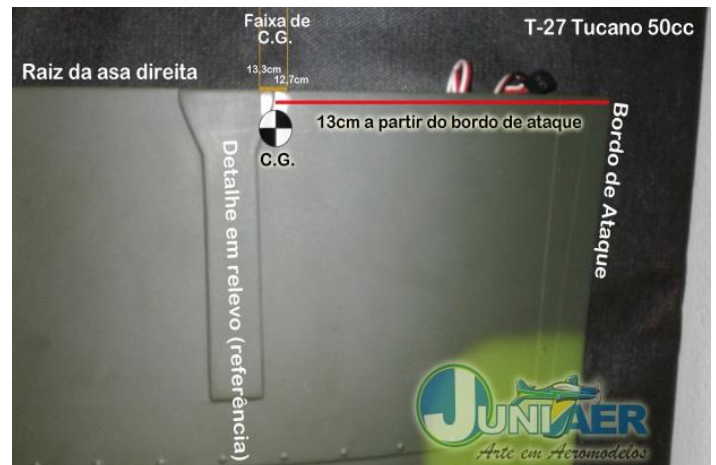 Faixa de
C.G.
T-27 Tucano 50cc
Raiz da asa direita
13,3cm
12,7cm
13cm a partir do bordo de ataque
C.G.
Bordo de Ataque
Detalhe em relevo (referência)
JUNIAER
Arte em Aeromodelos